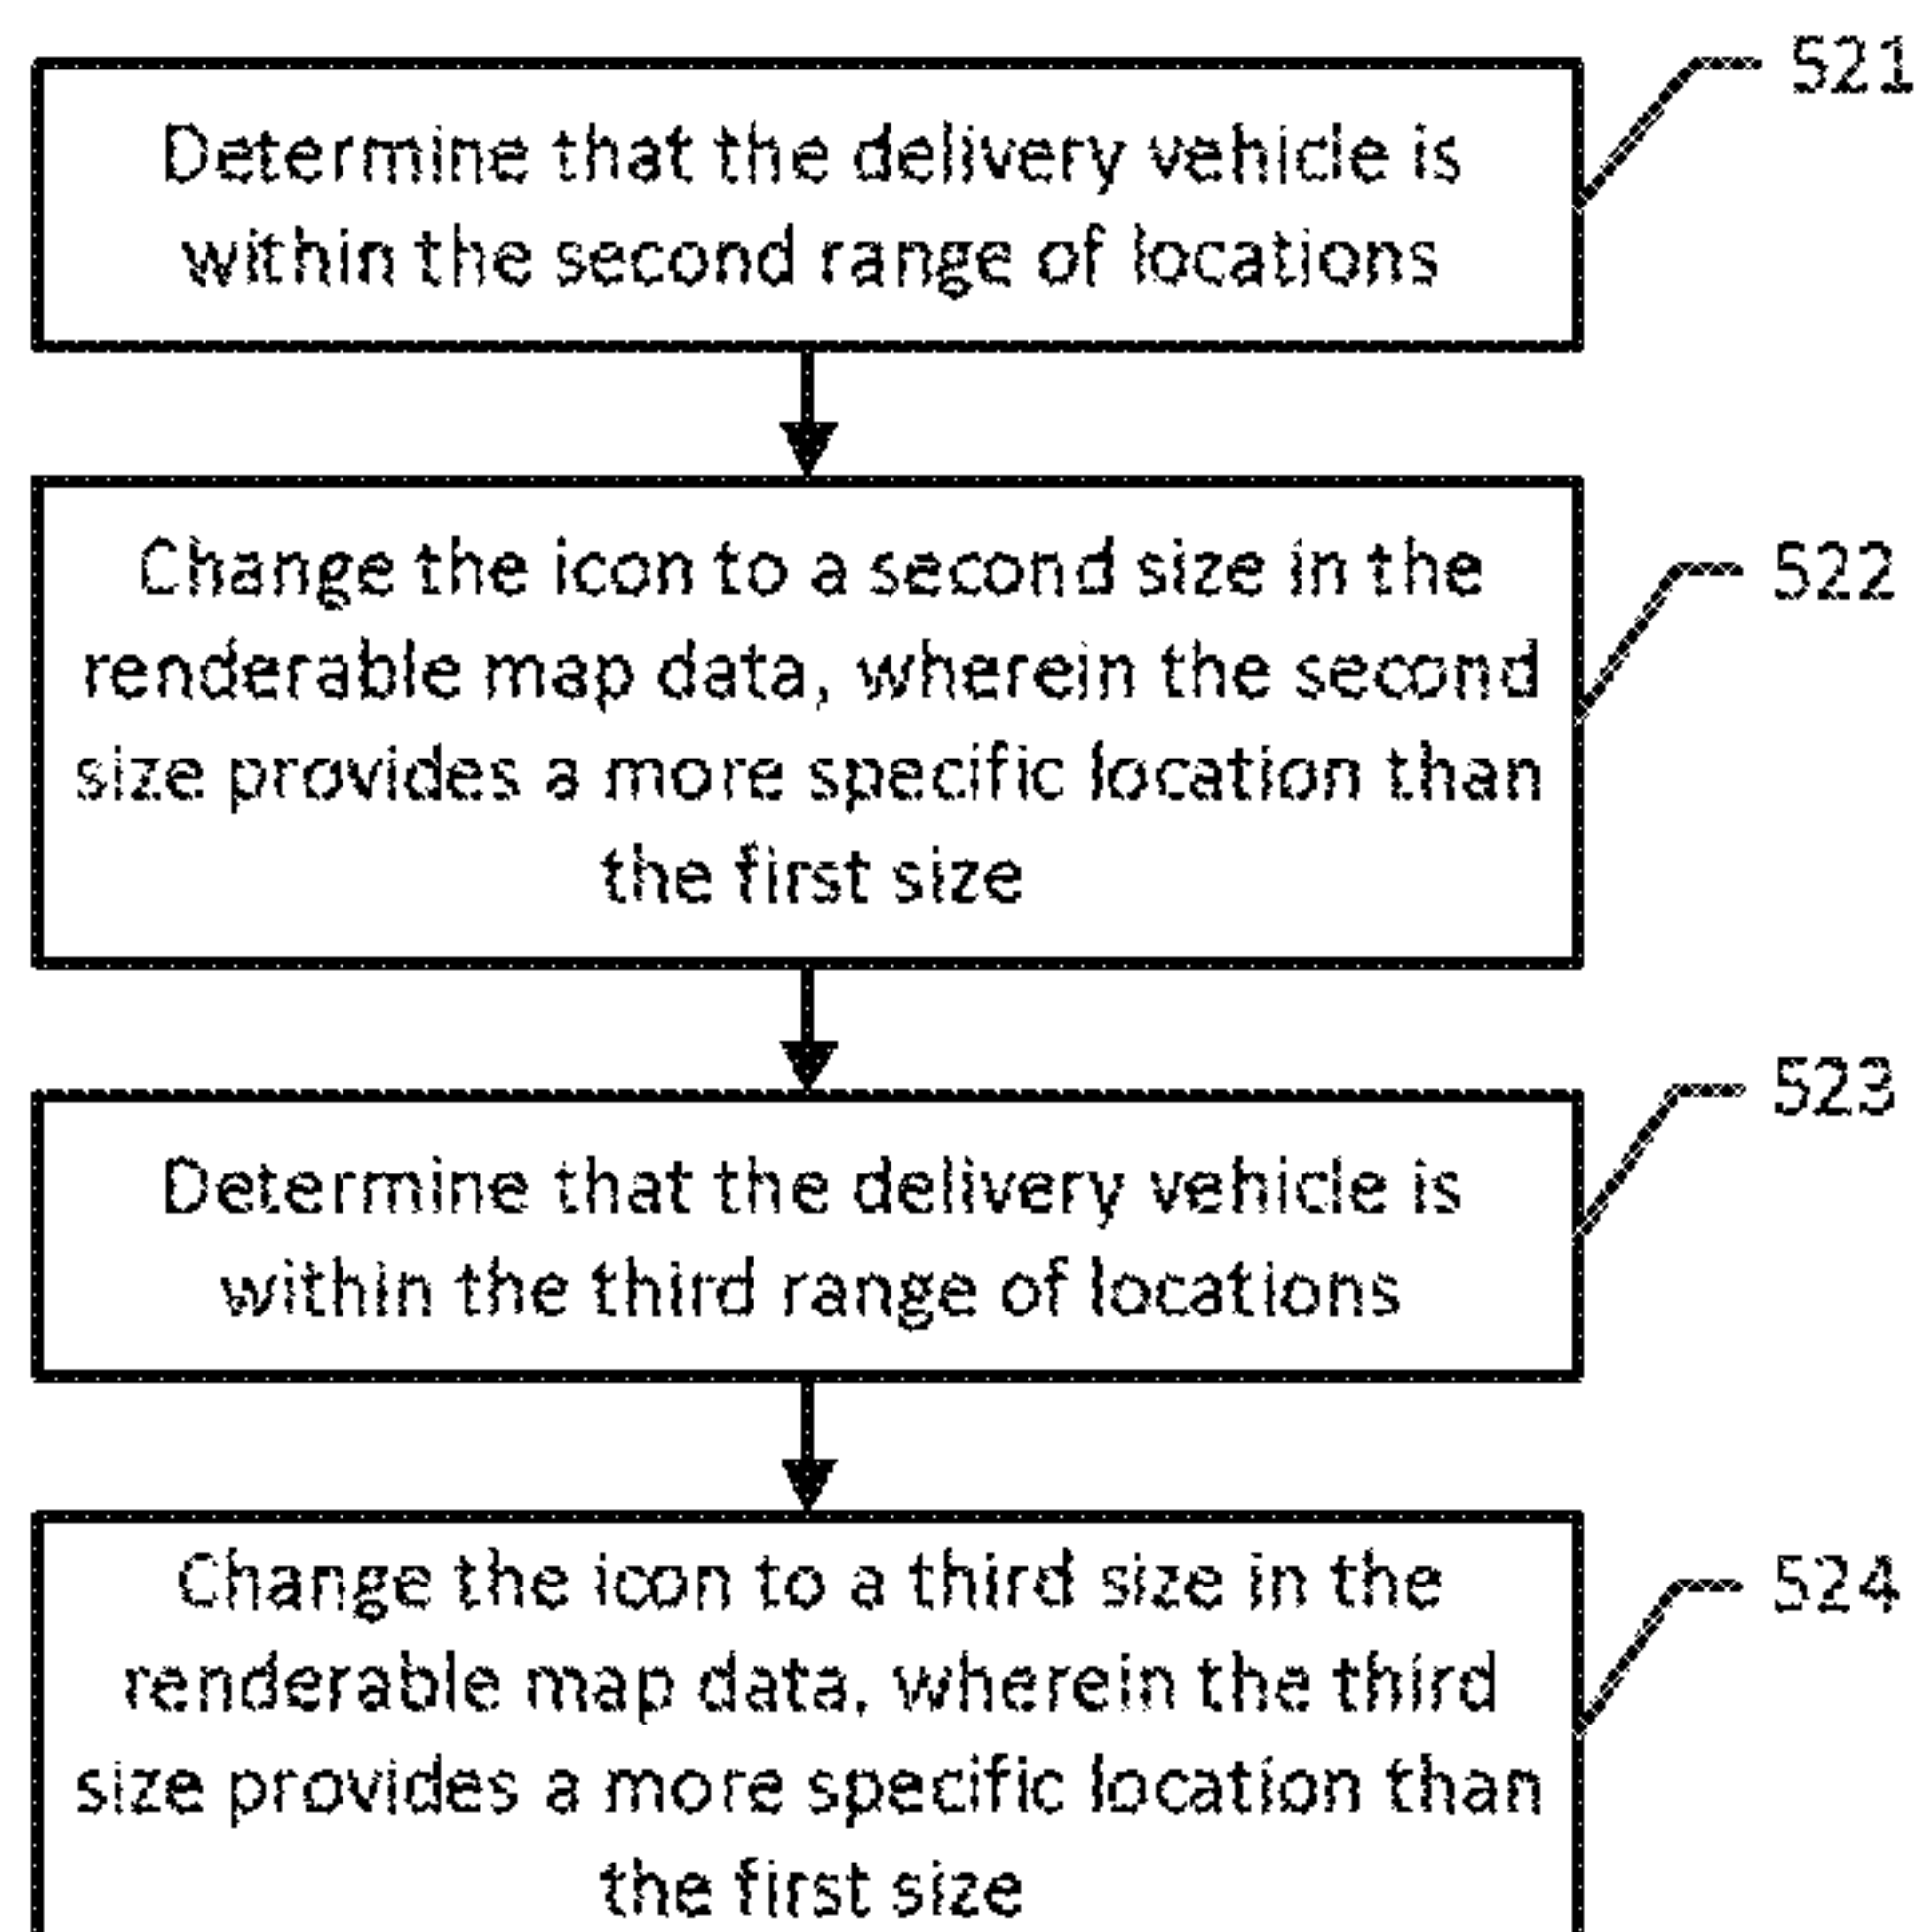 521
Determine that the delivery vehicle is
within the second range of locations
522
Change the icon to a second size in the
renderable map data, wherein the second
size provides a more specific location than
the first size
523
Determine that the delivery vehicle is
within the third range of locations
524
Change the icon to a third size in the
renderable map data, wherein the third
size provides a more specific location than
the first size